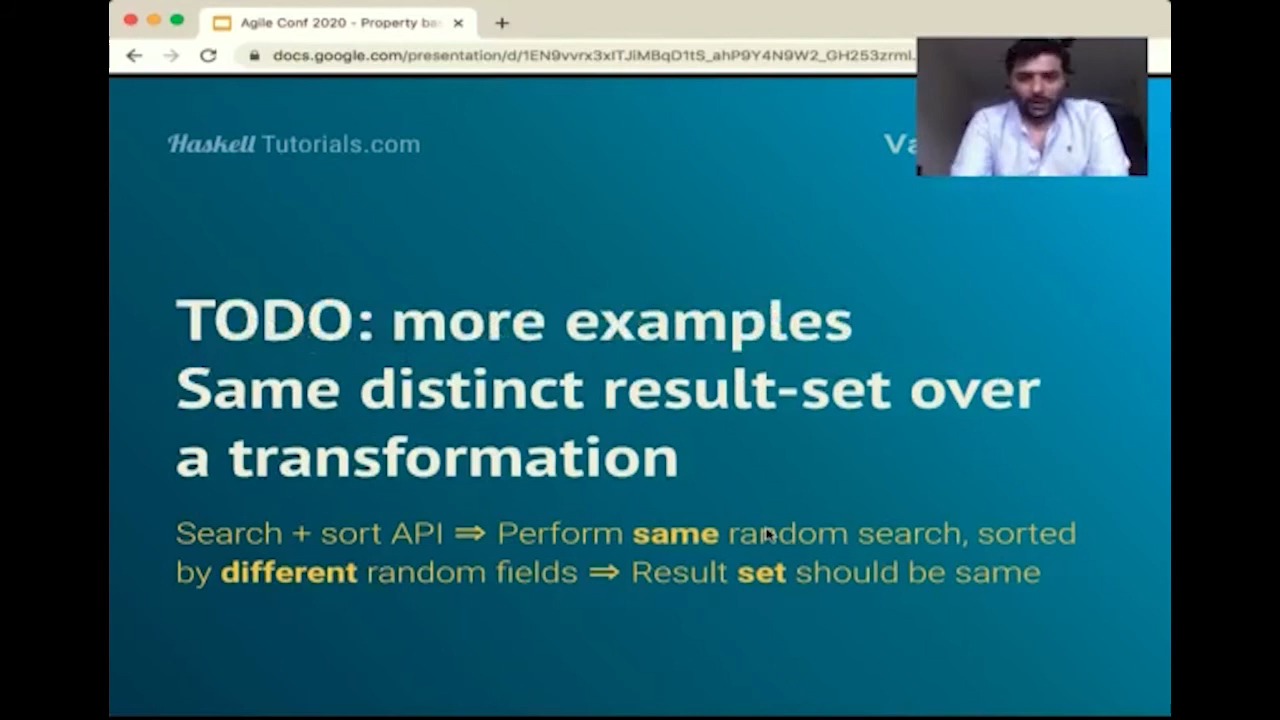 Agile Conf 2020 - Property
docs.google.com/presentation/d/1EN9vvrx3xITJiMBqD1tS_ahP9Y4N9W2_GH253zrml.
Haskell Tutorials.com
TODO: more examples
Same distinct result-set over
a transformation
Search + sort API ⇒ Perform same random search, sorted
by different random fields ⇒ Result set should be same